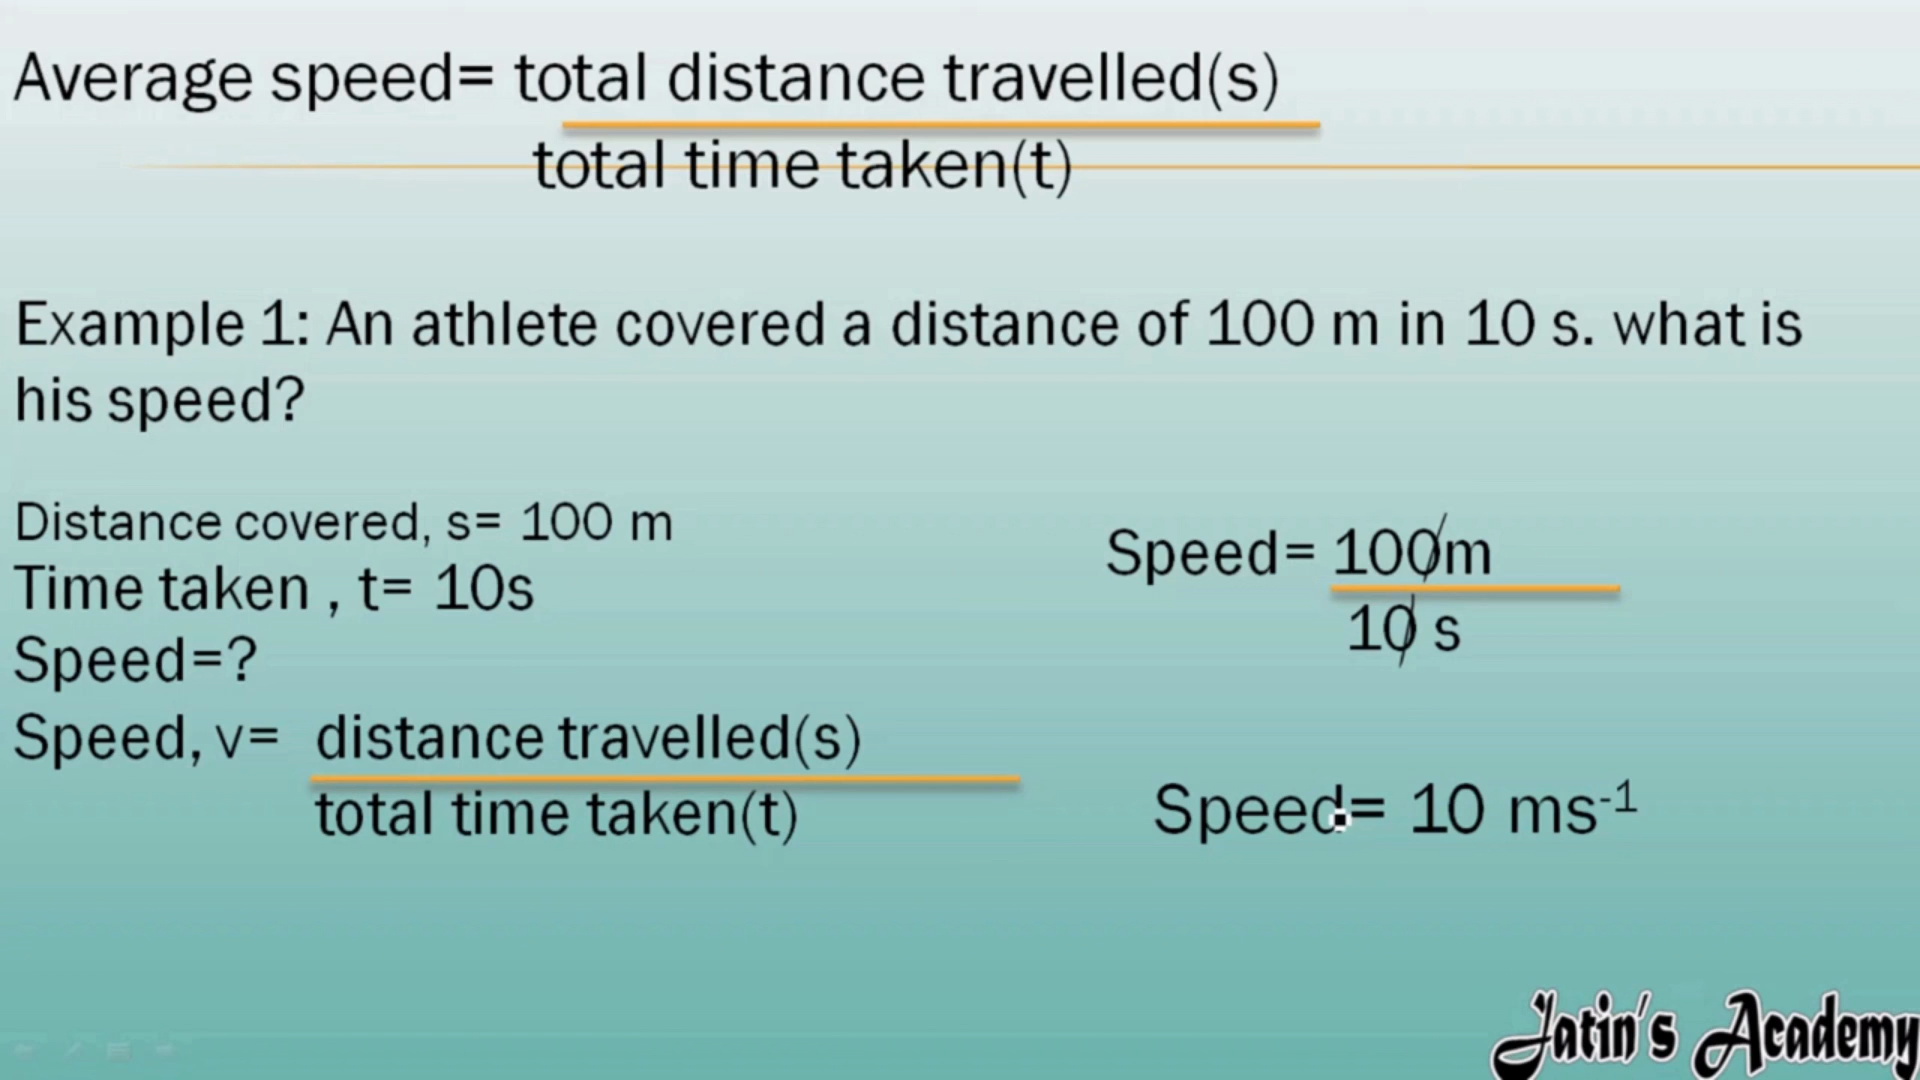 Average speed= total distance travelled(s)
total time taken(t)
Example 1: An athlete covered a distance of 100 m in 10 s. what is
his speed?
Distance covered, s= 100 m
Time taken , t= 10s
Speed=?
Speed, v= distance travelled(s)
total time taken(t)
Speed= 100m
10 s
Speed= 10 ms⁻¹
Jatin's Academy